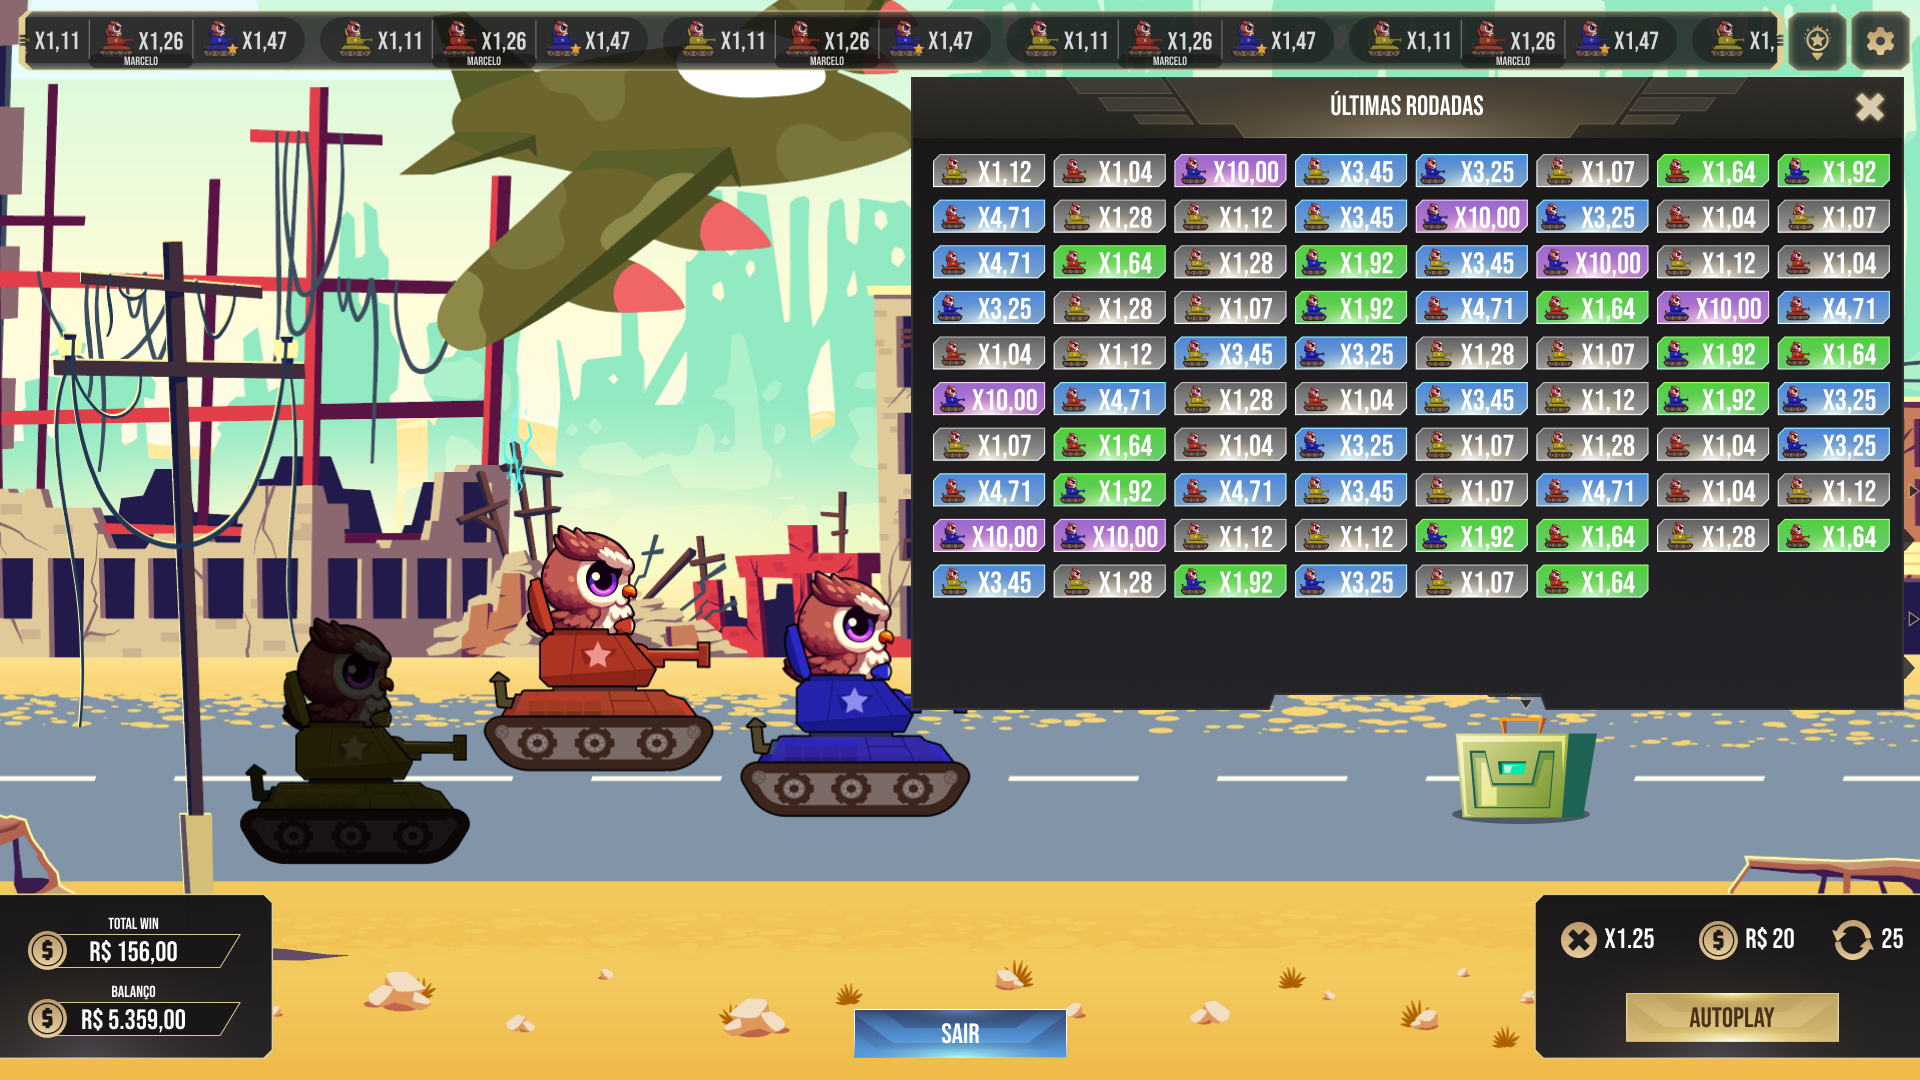 X1,11 X1,26 X1,47 X1,11 X1,26 X1,47 X1,11 X1,26 X1,47 X1,11 X1,26 X1,47 X1,11 X1,26 X1,47 X1,
MARCELO MARCELO MARCELO MARCELO MARCELO
ÚLTIMAS RODADAS
X1,12 X1,04 X10,00 X3,45 X3,25 X1,07 X1,64 X1,92
X4,71 X1,28 X1,12 X3,45 X10,00 X3,25 X1,04 X1,07
X4,71 X1,64 X1,28 X1,92 X3,45 X10,00 X1,12 X1,04
X3,25 X1,28 X1,07 X1,92 X4,71 X1,64 X10,00 X4,71
X1,04 X1,12 X3,45 X3,25 X1,28 X1,07 X1,92 X1,64
X10,00 X4,71 X1,28 X1,04 X3,45 X1,12 X1,92 X3,25
X1,07 X1,64 X1,04 X3,25 X1,07 X1,28 X1,04 X3,25
X4,71 X1,92 X4,71 X3,45 X1,07 X4,71 X1,04 X1,12
X10,00 X10,00 X1,12 X1,12 X1,92 X1,64 X1,28 X1,64
X3,45 X1,28 X1,92 X3,25 X1,07 X1,64
TOTAL WIN
$ R$ 156,00
BALANÇO
$ R$ 5.359,00
SAIR
X1.25 $ R$ 20 25
AUTOPLAY